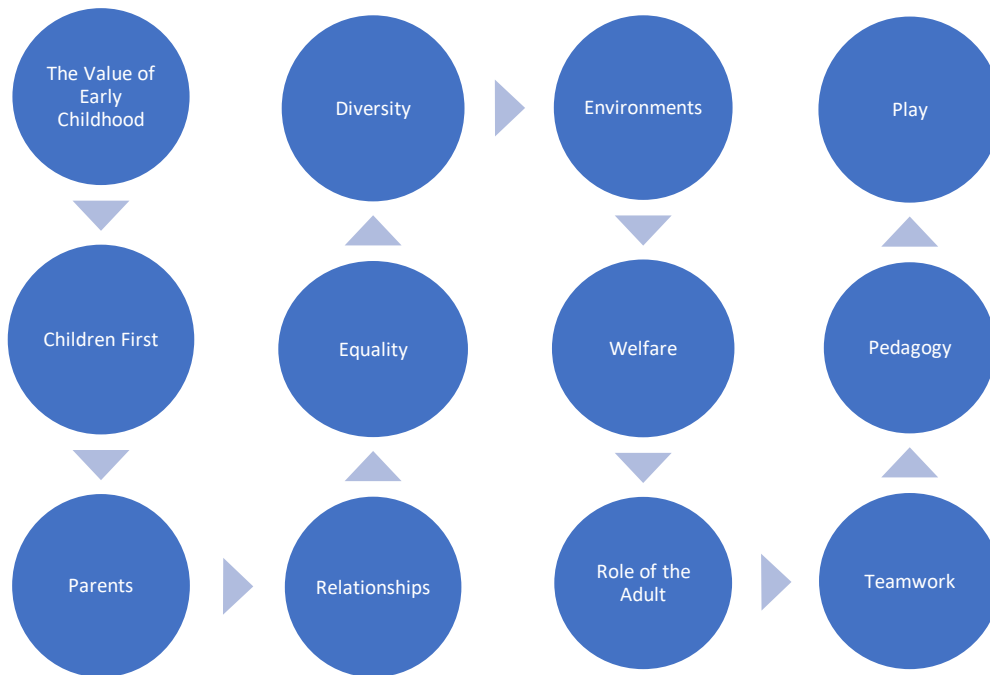 The Value of
Early
Childhood
Children First
Parents
Relationships
Equality
Diversity
Environments
Welfare
Role of the
Adult
Teamwork
Pedagogy
Play